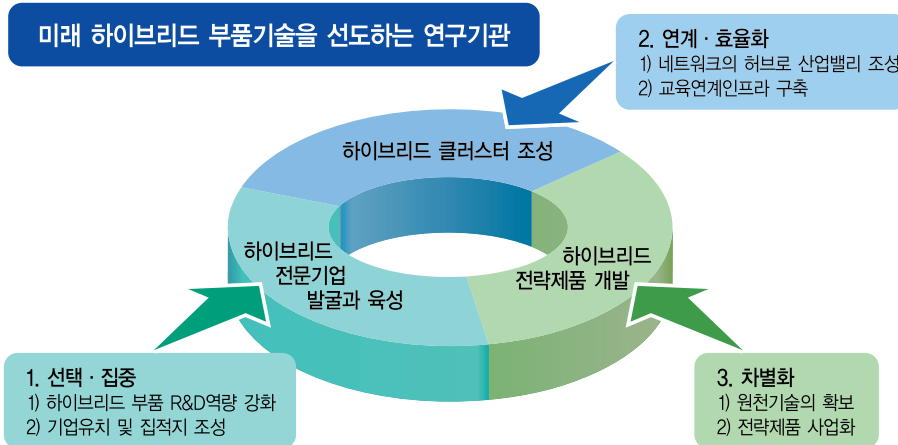 미래 하이브리드 부품기술을 선도하는 연구기관
2. 연계 · 효율화
1) 네트워크의 허브로 산업밸리 조성
2) 교육연계인프라 구축
하이브리드 클러스터 조성
하이브리드
전문기업
발굴과 육성
하이브리드
전략제품 개발
1. 선택 · 집중
1) 하이브리드 부품 R&D역량 강화
2) 기업유치 및 집적지 조성
3. 차별화
1) 원천기술의 확보
2) 전략제품 사업화